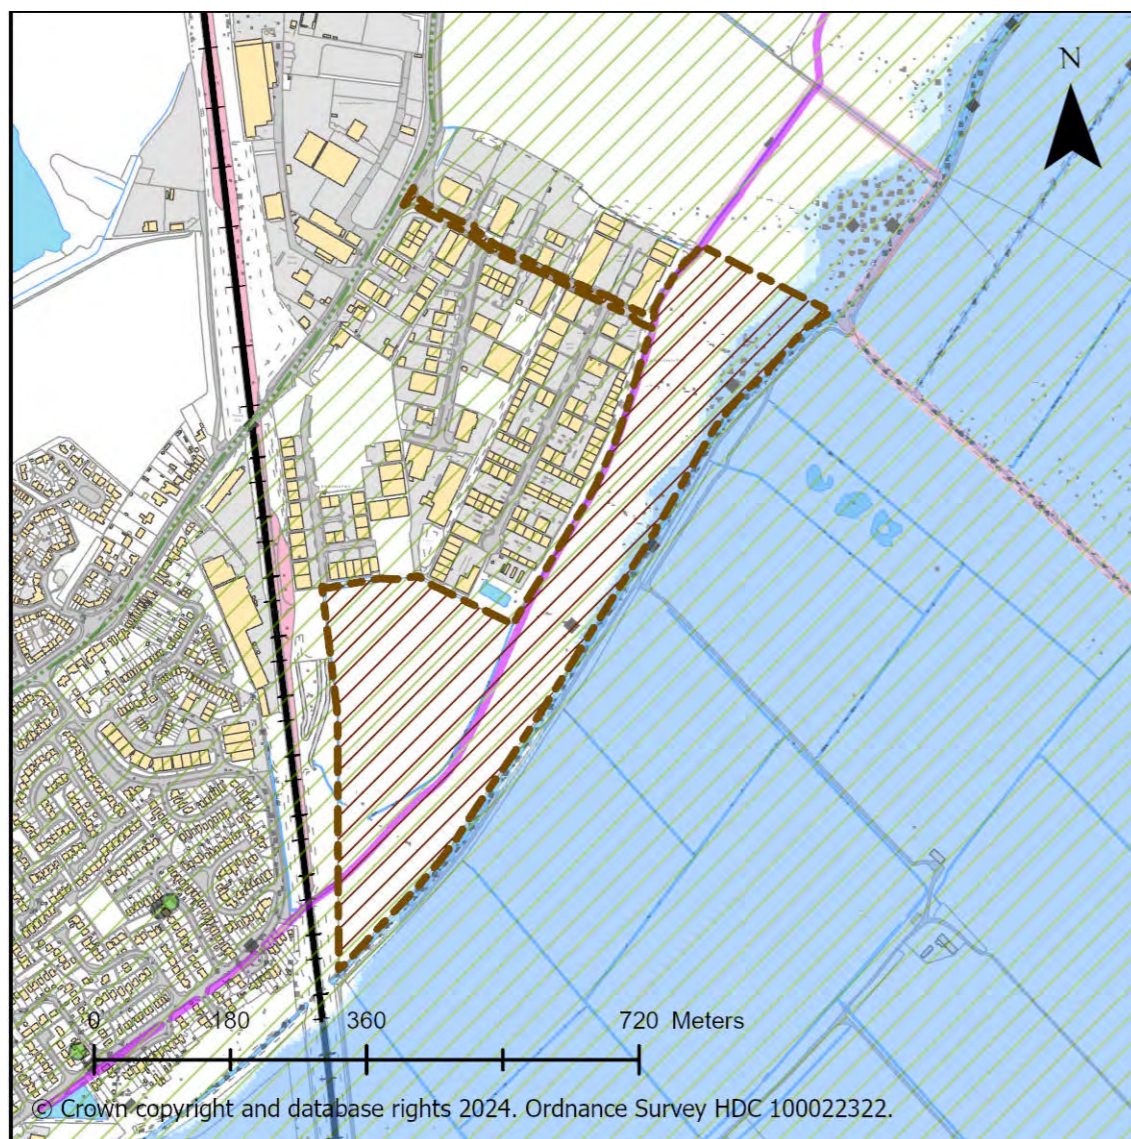 N
0 180 360 720 Meters
© Crown copyright and database rights 2024. Ordnance Survey HDC 100022322.